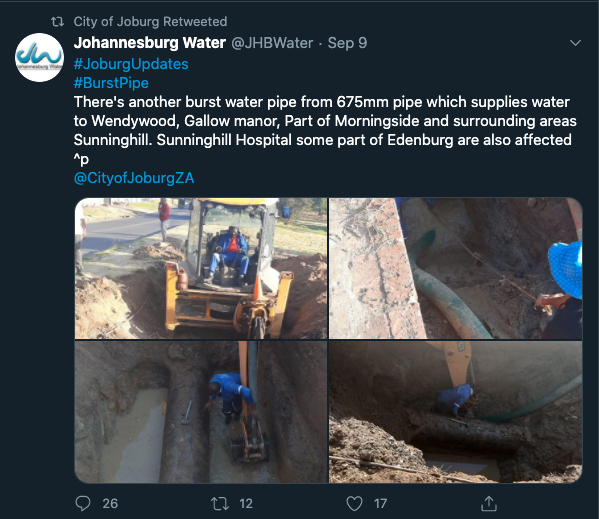 City of Joburg Retweeted
Johannesburg Water @JHBWater · Sep 9
#JoburgUpdates
#BurstPipe
There's another burst water pipe from 675mm pipe which supplies water
to Wendywood, Gallow manor, Part of Morningside and surrounding areas
Sunninghill. Sunninghill Hospital some part of Edenburg are also affected
^p
@CityofJoburgZA
26 12 17